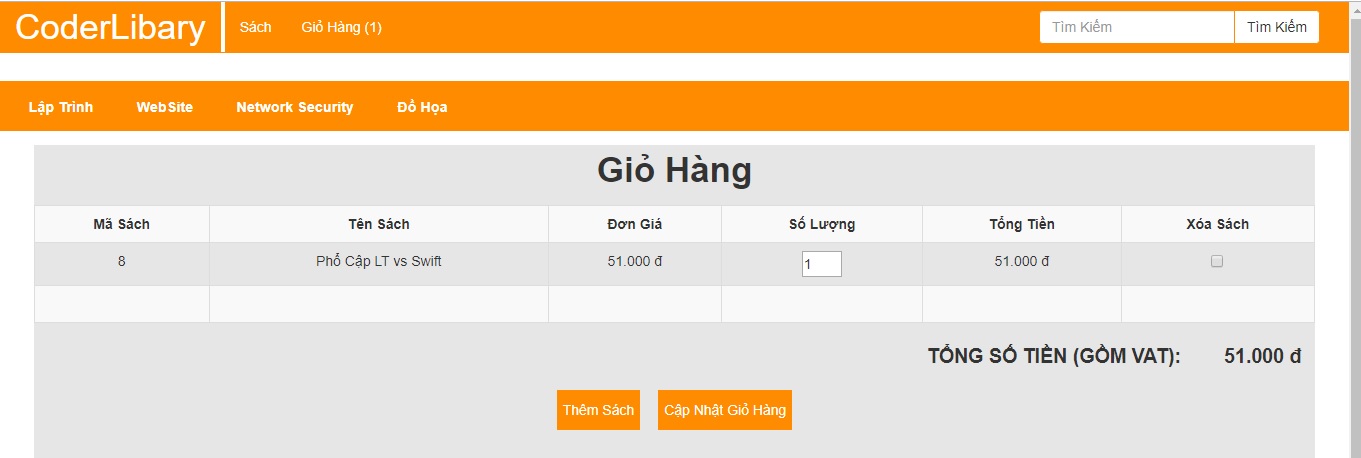 CoderLibary Sách Giỏ Hàng (1) Tìm Kiếm Tìm Kiếm
Lập Trình WebSite Network Security Đồ Họa
Giỏ Hàng
Mã Sách Tên Sách Đơn Giá Số Lượng Tổng Tiền Xóa Sách
8 Phổ Cập LT vs Swift 51.000 đ 1 51.000 đ
TỔNG SỐ TIỀN (GỒM VAT): 51.000 đ
Thêm Sách Cập Nhật Giỏ Hàng